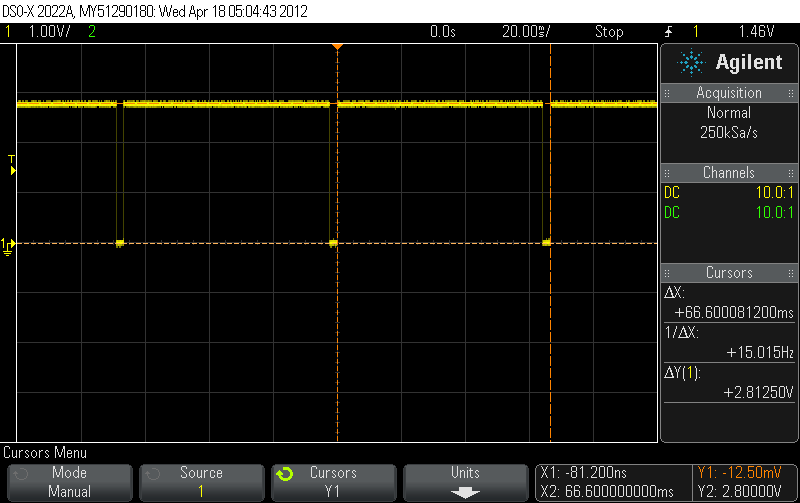 DSO-X 2022A, MY51290180: Wed Apr 18 05:04:43 2012
1 1.00V/ 2 0.0s 20.00ms/ Stop 1 1.46V
Agilent
Acquisition
Normal
250kSa/s
Channels
DC 10.0:1
DC 10.0:1
Cursors
ΔX:
+66.600081200ms
1/ΔX:
+15.015Hz
ΔY(1):
+2.81250V
T
1
Cursors Menu
Mode
Manual
Source
1
Cursors
Y1
Units
X1: -81.200ns
X2: 66.600000000ms
Y1: -12.50mV
Y2: 2.80000V